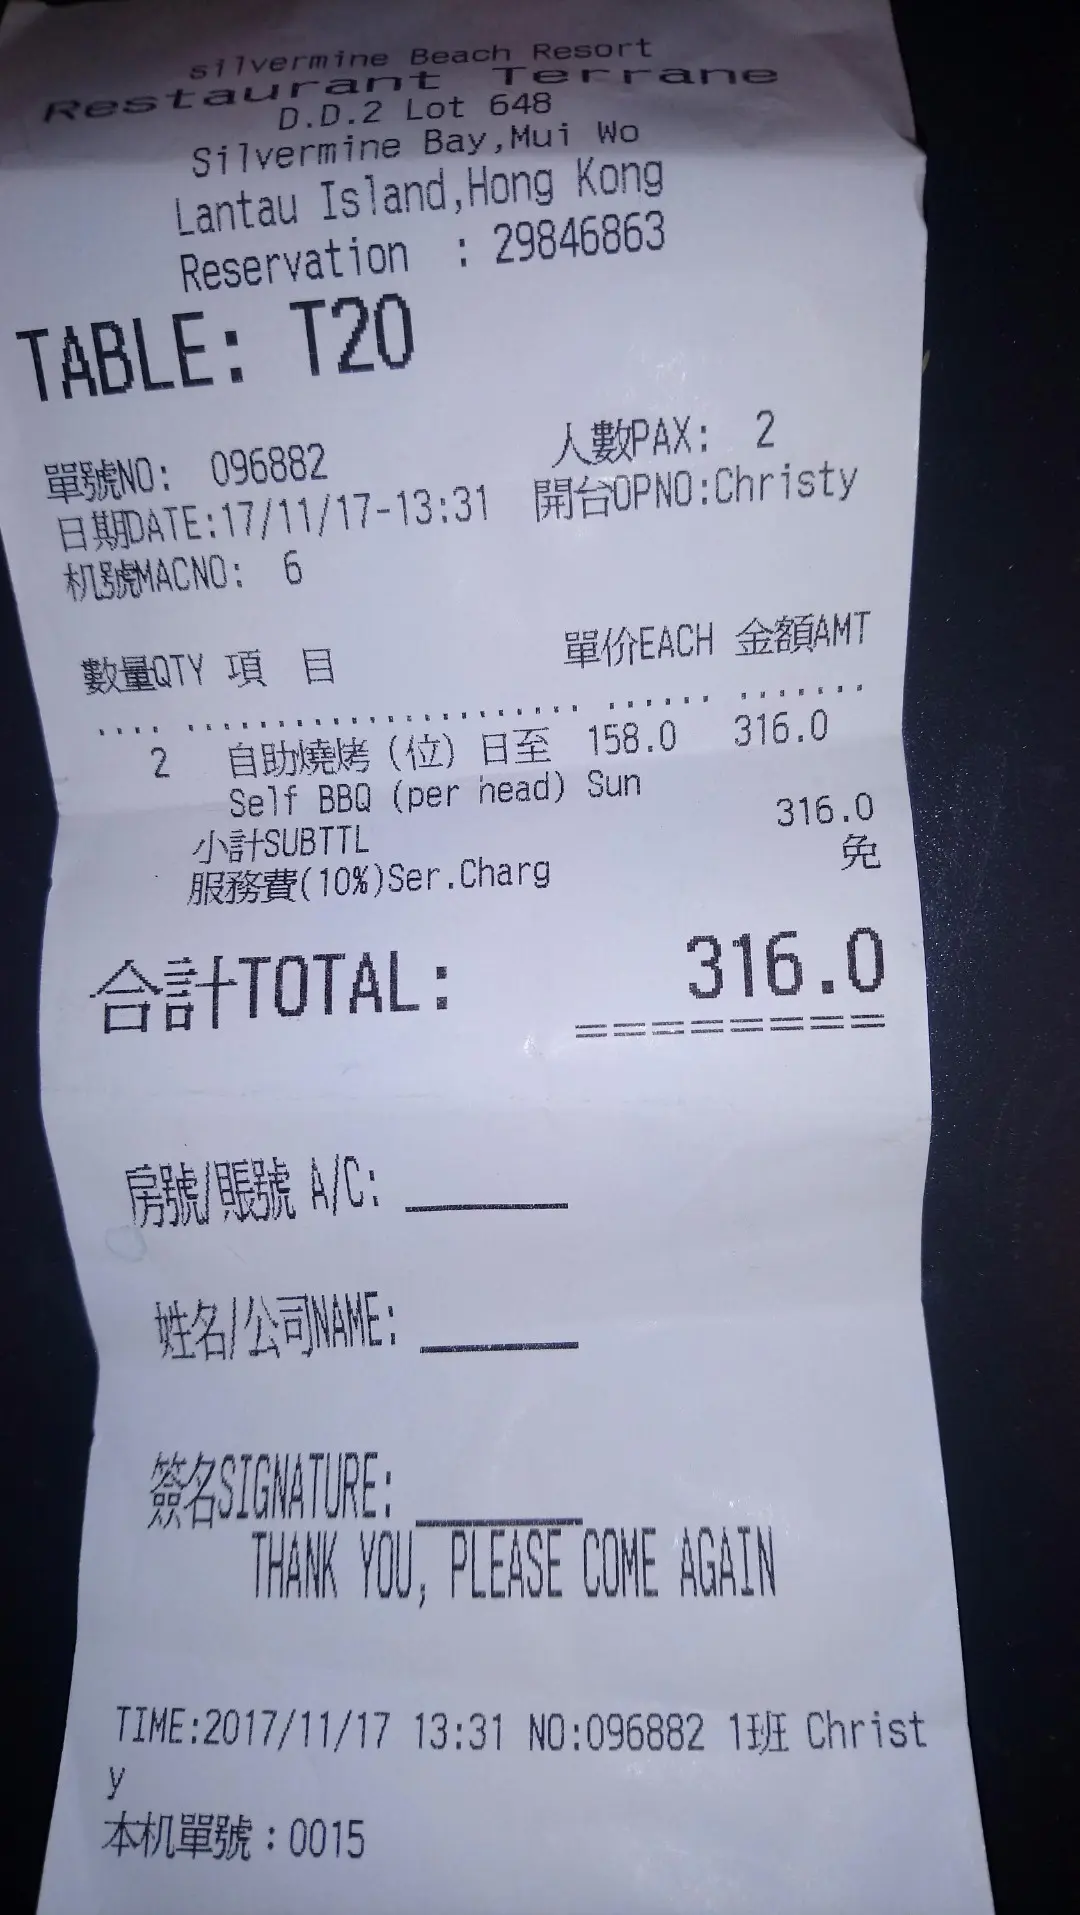 Silvermine Beach Resort
Restaurant Terrane
D.D.2 Lot 648
Silvermine Bay,Mui Wo
Lantau Island,Hong Kong
Reservation : 29846863
TABLE: T20
單號NO: 096882 人數PAX: 2
日期DATE:17/11/17-13:31 開台OPNO:Christy
机號MACNO: 6
數量QTY 項 目 單价EACH 金額AMT
.... ...................... ...... .......
2 自助燒烤 (位) 日至 158.0 316.0
Self BBQ (per head) Sun
小計SUBTTL 316.0
服務費(10%)Ser.Charg 免
合計TOTAL: 316.0
========
房號/賬號 A/C: ______
姓名/公司NAME: ______
簽名SIGNATURE: ______
THANK YOU, PLEASE COME AGAIN
TIME:2017/11/17 13:31 NO:096882 1班 Christ
y
本机單號:0015